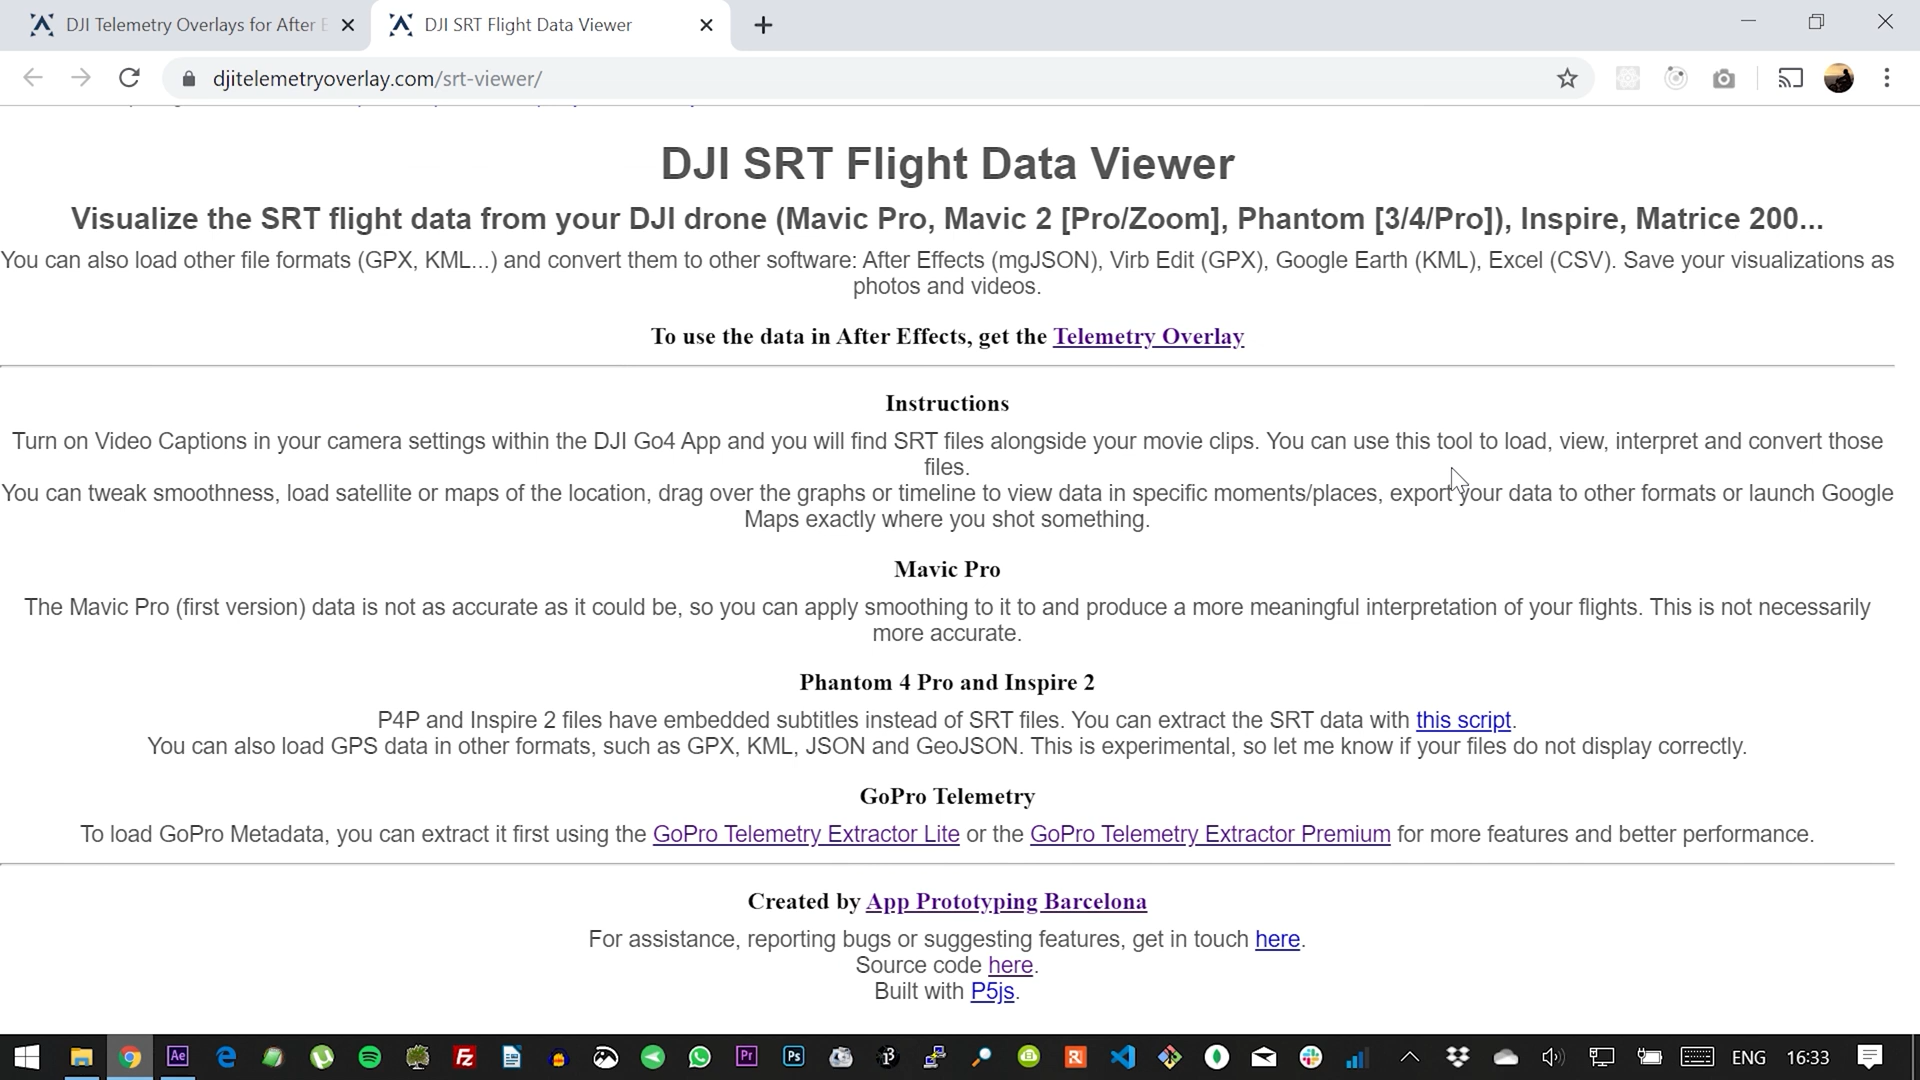 DJI Telemetry Overlays for After E
DJI SRT Flight Data Viewer
djitelemetryoverlay.com/srt-viewer/
DJI SRT Flight Data Viewer
Visualize the SRT flight data from your DJI drone (Mavic Pro, Mavic 2 [Pro/Zoom], Phantom [3/4/Pro]), Inspire, Matrice 200...
You can also load other file formats (GPX, KML...) and convert them to other software: After Effects (mgJSON), Virb Edit (GPX), Google Earth (KML), Excel (CSV). Save your visualizations as
photos and videos.
To use the data in After Effects, get the Telemetry Overlay
Instructions
Turn on Video Captions in your camera settings within the DJI Go4 App and you will find SRT files alongside your movie clips. You can use this tool to load, view, interpret and convert those
files.
You can tweak smoothness, load satellite or maps of the location, drag over the graphs or timeline to view data in specific moments/places, export your data to other formats or launch Google
Maps exactly where you shot something.
Mavic Pro
The Mavic Pro (first version) data is not as accurate as it could be, so you can apply smoothing to it to and produce a more meaningful interpretation of your flights. This is not necessarily
more accurate.
Phantom 4 Pro and Inspire 2
P4P and Inspire 2 files have embedded subtitles instead of SRT files. You can extract the SRT data with this script.
You can also load GPS data in other formats, such as GPX, KML, JSON and GeoJSON. This is experimental, so let me know if your files do not display correctly.
GoPro Telemetry
To load GoPro Metadata, you can extract it first using the GoPro Telemetry Extractor Lite or the GoPro Telemetry Extractor Premium for more features and better performance.
Created by App Prototyping Barcelona
For assistance, reporting bugs or suggesting features, get in touch here.
Source code here.
Built with P5js.
Ae
Fz
Pr
Ps
ENG
16:33